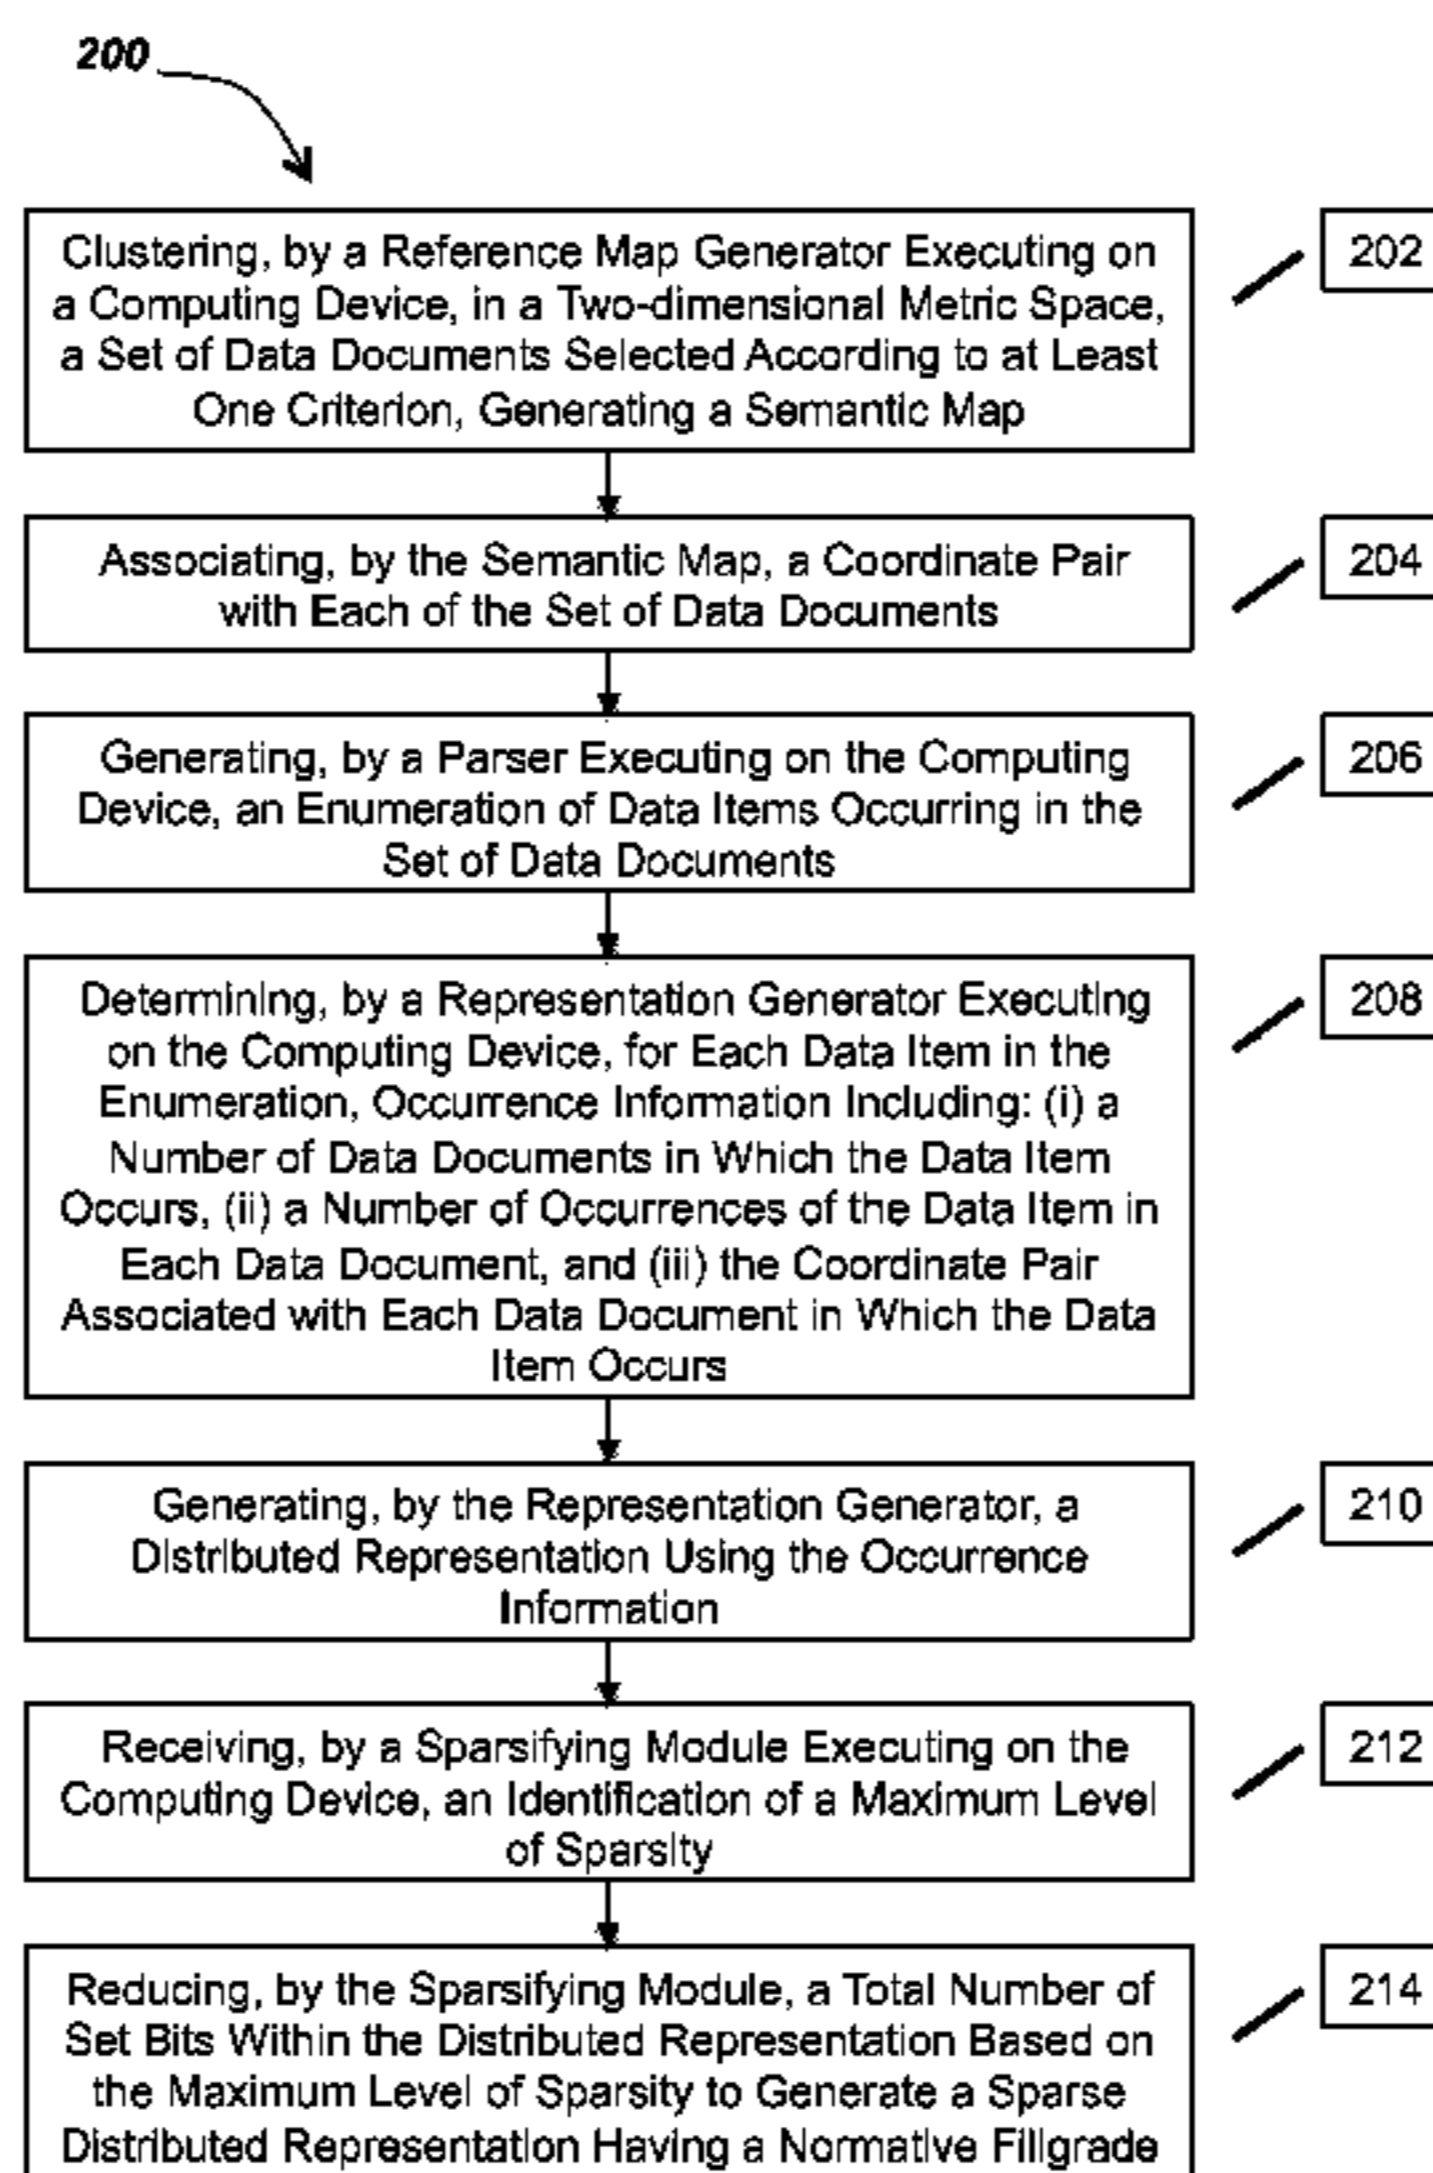 200
Clustering, by a Reference Map Generator Executing on
a Computing Device, in a Two-dimensional Metric Space,
a Set of Data Documents Selected According to at Least
One Criterion, Generating a Semantic Map
202
Associating, by the Semantic Map, a Coordinate Pair
with Each of the Set of Data Documents
204
Generating, by a Parser Executing on the Computing
Device, an Enumeration of Data Items Occurring in the
Set of Data Documents
206
Determining, by a Representation Generator Executing
on the Computing Device, for Each Data Item in the
Enumeration, Occurrence Information Including: (i) a
Number of Data Documents in Which the Data Item
Occurs, (ii) a Number of Occurrences of the Data Item in
Each Data Document, and (iii) the Coordinate Pair
Associated with Each Data Document in Which the Data
Item Occurs
208
Generating, by the Representation Generator, a
Distributed Representation Using the Occurrence
Information
210
Receiving, by a Sparsifying Module Executing on the
Computing Device, an Identification of a Maximum Level
of Sparsity
212
Reducing, by the Sparsifying Module, a Total Number of
Set Bits Within the Distributed Representation Based on
the Maximum Level of Sparsity to Generate a Sparse
Distributed Representation Having a Normative Fillgrade
214